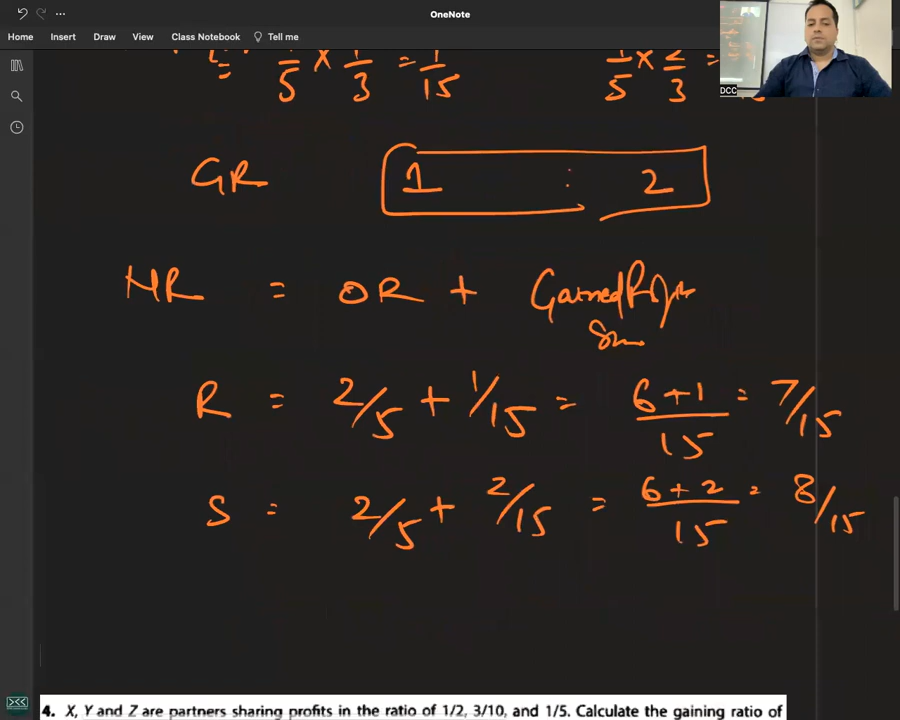 OneNote
Home Insert Draw View Class Notebook Tell me
1/5 X 1/3 = 1/15 1/5 X 2/3 =
DCC
GR 1 : 2
NR = OR + Gained
R = 2/5 + 1/15 = 6+1/15 = 7/15
S = 2/5 + 2/15 = 6+2/15 = 8/15
4. X, Y and Z are partners sharing profits in the ratio of 1/2, 3/10, and 1/5. Calculate the gaining ratio of